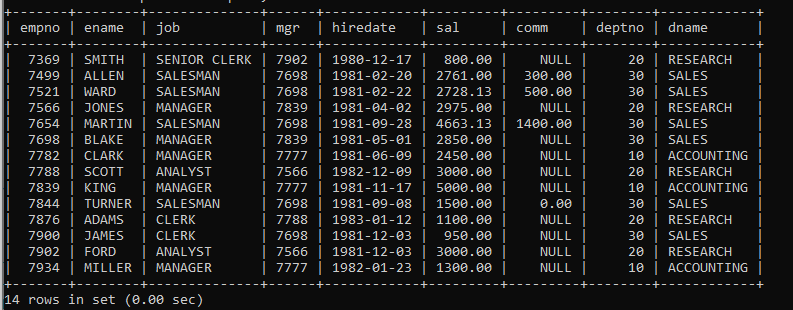 +-------+--------+--------------+------+------------+---------+---------+--------+------------+
| empno | ename | job | mgr | hiredate | sal | comm | deptno | dname |
+-------+--------+--------------+------+------------+---------+---------+--------+------------+
| 7369 | SMITH | SENIOR CLERK | 7902 | 1980-12-17 | 800.00 | NULL | 20 | RESEARCH |
| 7499 | ALLEN | SALESMAN | 7698 | 1981-02-20 | 2761.00 | 300.00 | 30 | SALES |
| 7521 | WARD | SALESMAN | 7698 | 1981-02-22 | 2728.13 | 500.00 | 30 | SALES |
| 7566 | JONES | MANAGER | 7839 | 1981-04-02 | 2975.00 | NULL | 20 | RESEARCH |
| 7654 | MARTIN | SALESMAN | 7698 | 1981-09-28 | 4663.13 | 1400.00 | 30 | SALES |
| 7698 | BLAKE | MANAGER | 7839 | 1981-05-01 | 2850.00 | NULL | 30 | SALES |
| 7782 | CLARK | MANAGER | 7777 | 1981-06-09 | 2450.00 | NULL | 10 | ACCOUNTING |
| 7788 | SCOTT | ANALYST | 7566 | 1982-12-09 | 3000.00 | NULL | 20 | RESEARCH |
| 7839 | KING | MANAGER | 7777 | 1981-11-17 | 5000.00 | NULL | 10 | ACCOUNTING |
| 7844 | TURNER | SALESMAN | 7698 | 1981-09-08 | 1500.00 | 0.00 | 30 | SALES |
| 7876 | ADAMS | CLERK | 7788 | 1983-01-12 | 1100.00 | NULL | 20 | RESEARCH |
| 7900 | JAMES | CLERK | 7698 | 1981-12-03 | 950.00 | NULL | 30 | SALES |
| 7902 | FORD | ANALYST | 7566 | 1981-12-03 | 3000.00 | NULL | 20 | RESEARCH |
| 7934 | MILLER | MANAGER | 7777 | 1982-01-23 | 1300.00 | NULL | 10 | ACCOUNTING |
+-------+--------+--------------+------+------------+---------+---------+--------+------------+
14 rows in set (0.00 sec)